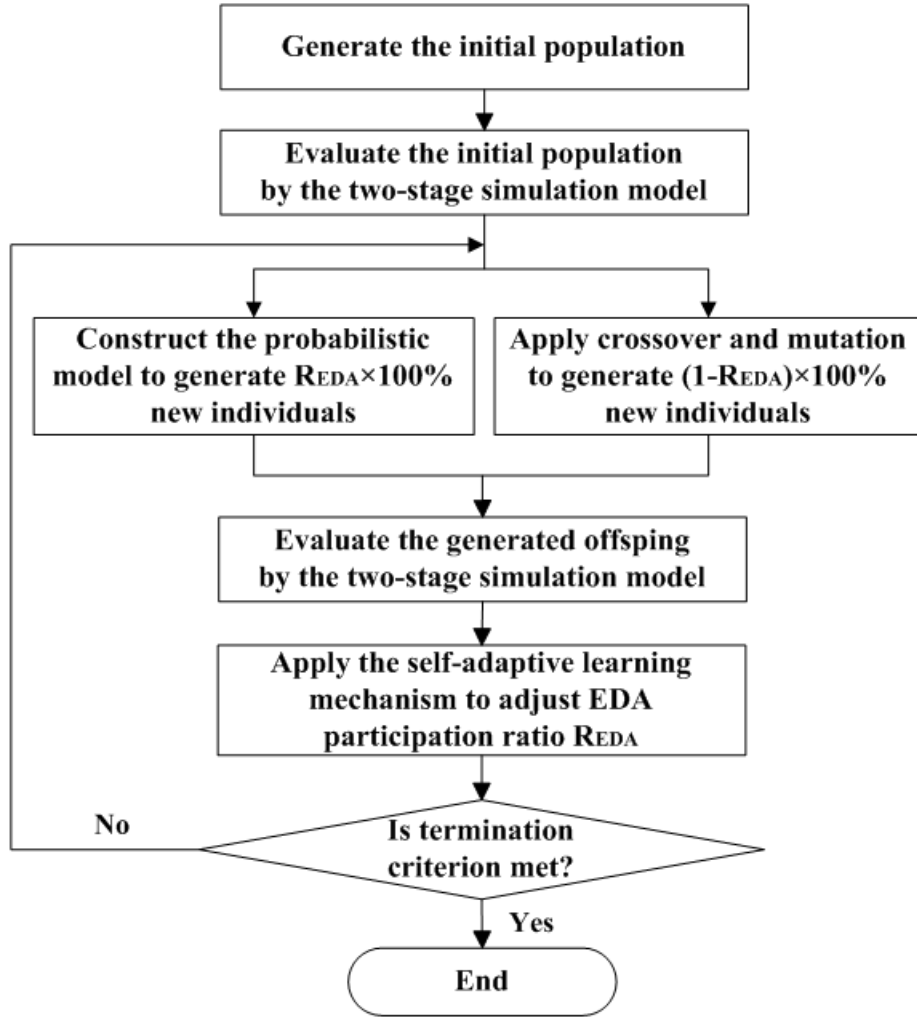 Generate the initial population
Evaluate the initial population
by the two-stage simulation model
Construct the probabilistic
model to generate REDA×100%
new individuals
Apply crossover and mutation
to generate (1-REDA)×100%
new individuals
Evaluate the generated offsping
by the two-stage simulation model
Apply the self-adaptive learning
mechanism to adjust EDA
participation ratio REDA
No
Is termination
criterion met?
Yes
End